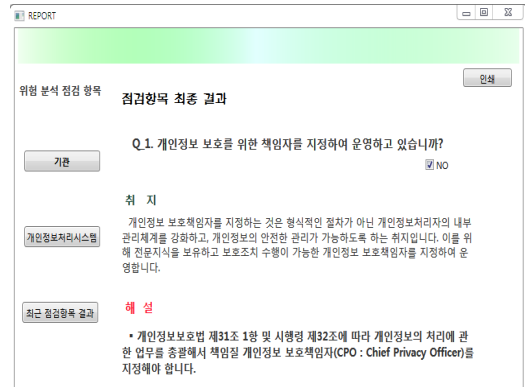 REPORT
인쇄
위험 분석 점검 항목
점검항목 최종 결과
Q_1. 개인정보 보호를 위한 책임자를 지정하여 운영하고 있습니까?
NO
기관
취 지
개인정보 보호책임자를 지정하는 것은 형식적인 절차가 아닌 개인정보처리자의 내부
관리체계를 강화하고, 개인정보의 안전한 관리가 가능하도록 하는 취지입니다. 이를 위
해 전문지식을 보유하고 보호조치 수행이 가능한 개인정보 보호책임자를 지정하여 운
영합니다.
개인정보처리시스템
최근 점검항목 결과
해 설
• 개인정보보호법 제31조 1항 및 시행령 제32조에 따라 개인정보의 처리에 관
한 업무를 총괄해서 책임질 개인정보 보호책임자(CPO : Chief Privacy Officer)를
지정해야 합니다.